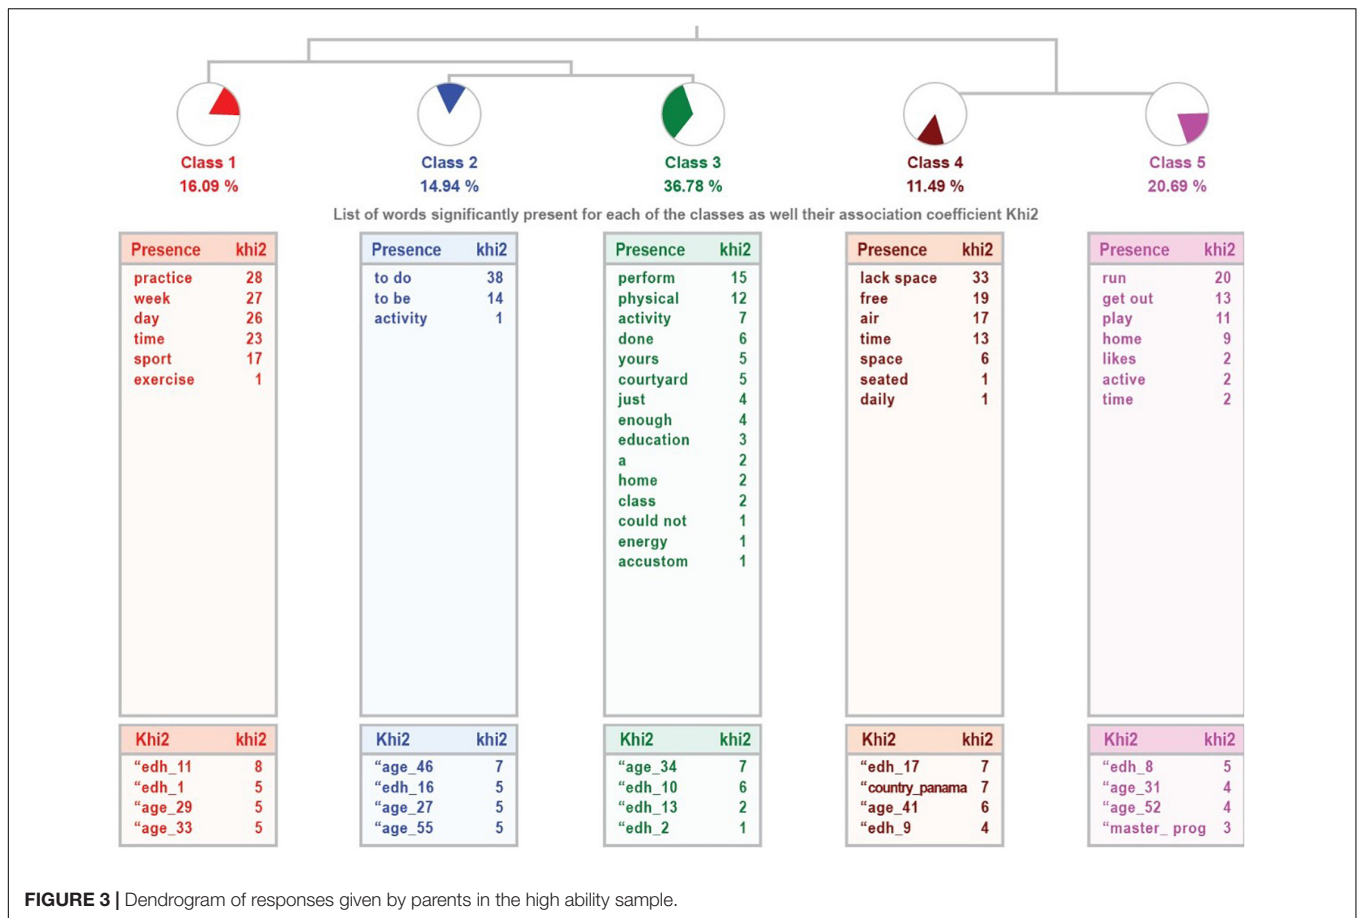 Class 1 Class 2 Class 3 Class 4 Class 5
16.09 % 14.94 % 36.78 % 11.49 % 20.69 %
List of words significantly present for each of the classes as well their association coefficient Khi2
Presence khi2
practice 28
week 27
day 26
time 23
sport 17
exercise 1
Presence khi2
to do 38
to be 14
activity 1
Presence khi2
perform 15
physical 12
activity 7
done 6
yours 5
courtyard 5
just 4
enough 4
education 3
a 2
home 2
class 2
could not 1
energy 1
accustom 1
Presence khi2
lack space 33
free 19
air 17
time 13
space 6
seated 1
daily 1
Presence khi2
run 20
get out 13
play 11
home 9
likes 2
active 2
time 2
Khi2 khi2
“edh_11 8
“edh_1 5
“age_29 5
“age_33 5
Khi2 khi2
“age_46 7
“edh_16 5
“age_27 5
“age_55 5
Khi2 khi2
“age_34 7
“edh_10 6
“edh_13 2
“edh_2 1
Khi2 khi2
“edh_17 7
“country_panama 7
“age_41 6
“edh_9 4
Khi2 khi2
“edh_8 5
“age_31 4
“age_52 4
“master_ prog 3
FIGURE 3 | Dendrogram of responses given by parents in the high ability sample.